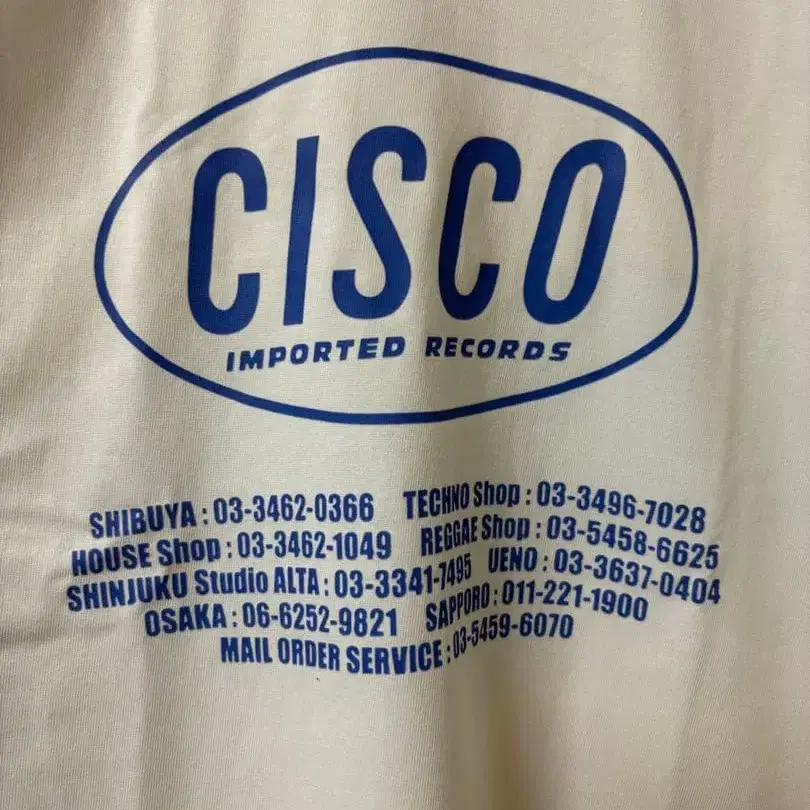 CISCO
IMPORTED RECORDS
SHIBUYA : 03-3462-0366 TECHNO Shop : 03-3496-7028
HOUSE Shop : 03-3462-1049 REGGAE Shop : 03-5458-6625
SHINJUKU Studio ALTA : 03-3341-7495 UENO : 03-3637-0404
OSAKA : 06-6252-9821 SAPPORO : 011-221-1900
MAIL ORDER SERVICE : 03-5459-6070